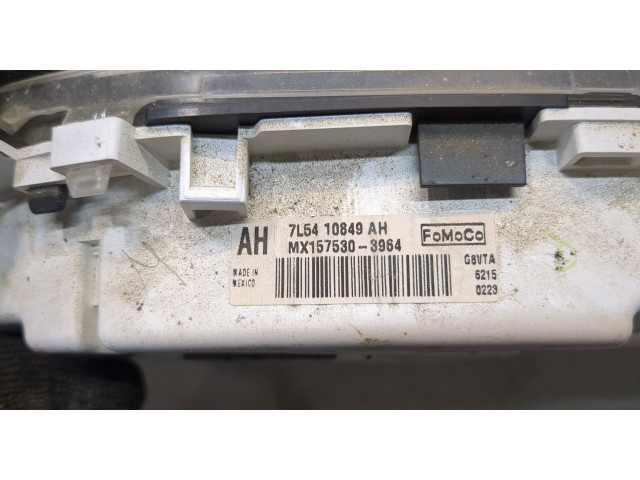 AH
7L54 10849 AH
MX157530-3964
FoMoCo
MADE IN
MEXICO
G8VTA
6215
0223